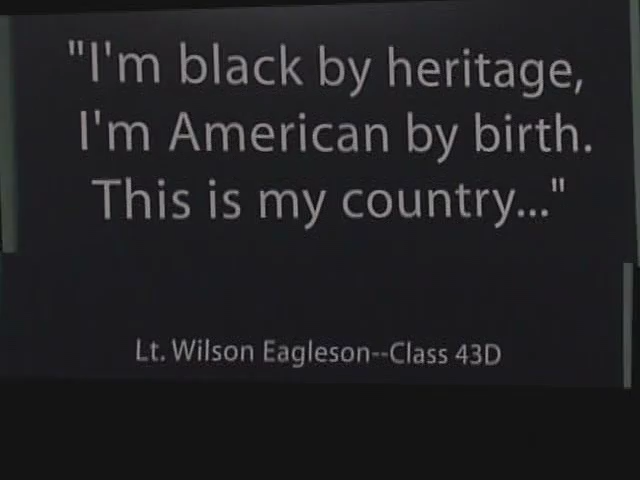 "I'm black by heritage,
I'm American by birth.
This is my country..."
Lt. Wilson Eagleson--Class 43D